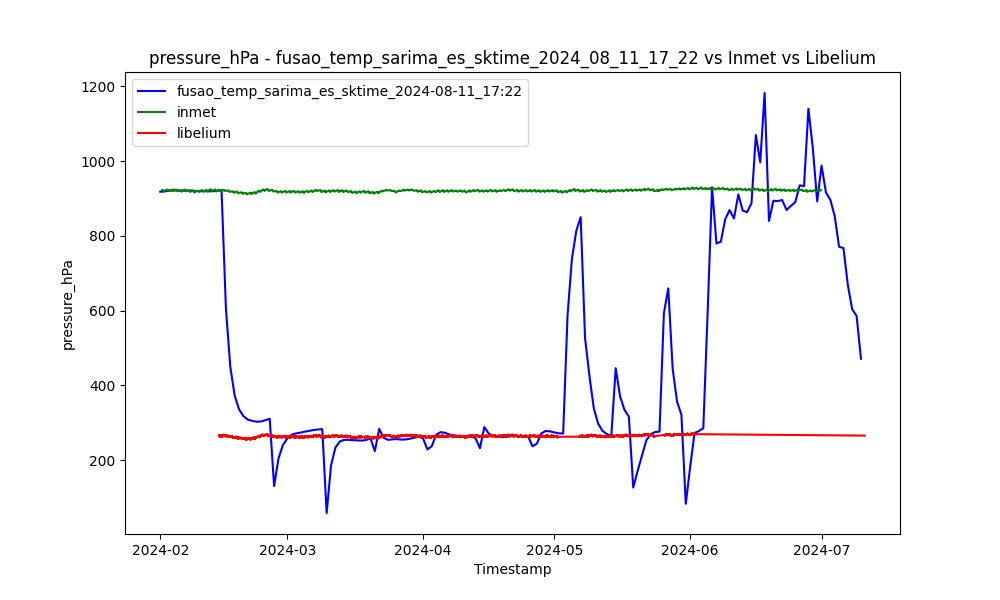 pressure_hPa - fusao_temp_sarima_es_sktime_2024_08_11_17_22 vs Inmet vs Libelium
fusao_temp_sarima_es_sktime_2024-08-11_17:22
inmet
libelium
pressure_hPa
1200
1000
800
600
400
200
2024-02 2024-03 2024-04 2024-05 2024-06 2024-07
Timestamp